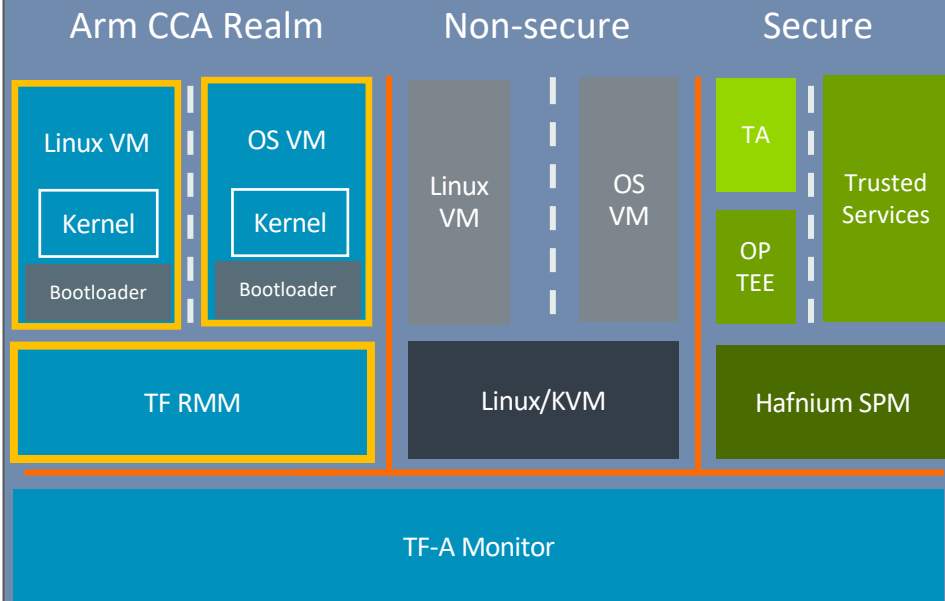 Arm CCA Realm
Non-secure
Secure
Linux VM
Kernel
Bootloader
OS VM
Kernel
Bootloader
Linux
VM
OS
VM
TA
OP
TEE
Trusted
Services
TF RMM
Linux/KVM
Hafnium SPM
TF-A Monitor